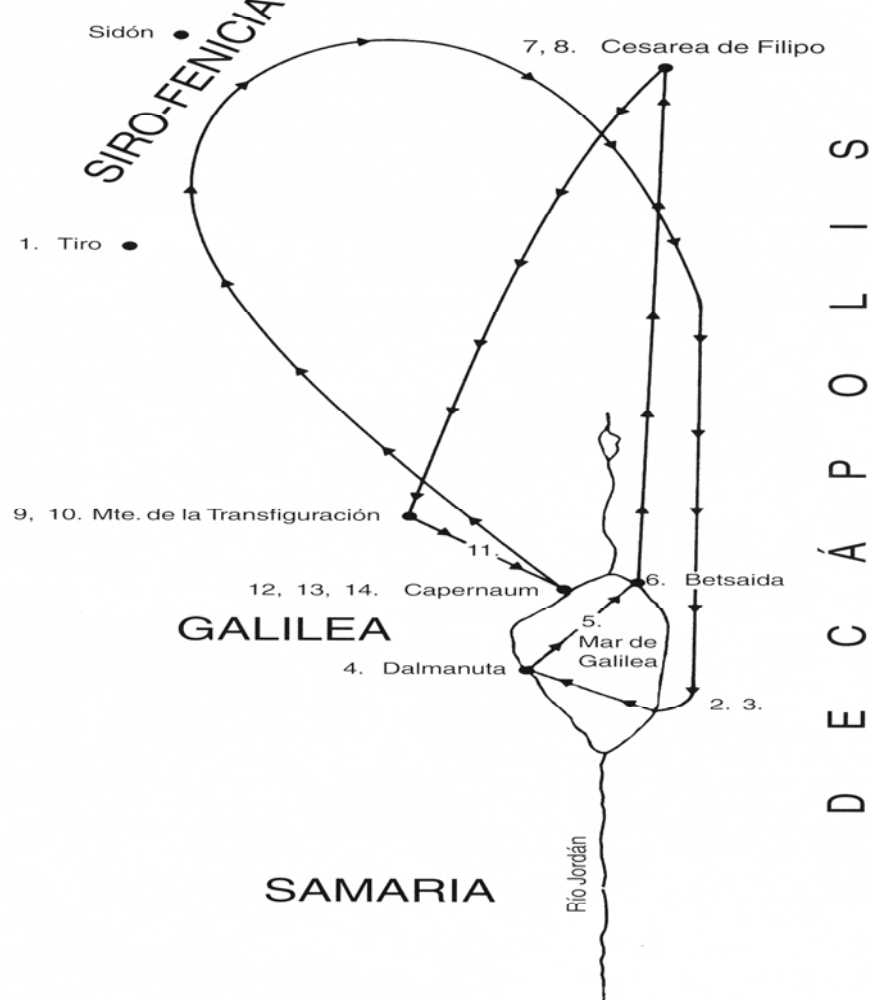 Sidón
SIRO-FENICIA
7, 8. Cesarea de Filipo
1. Tiro
9, 10. Mte. de la Transfiguración
11.
12, 13, 14. Capernaum
6. Betsaida
GALILEA
5.
Mar de
Galilea
4. Dalmanuta
2. 3.
DECÁPOLIS
Río Jordán
SAMARIA